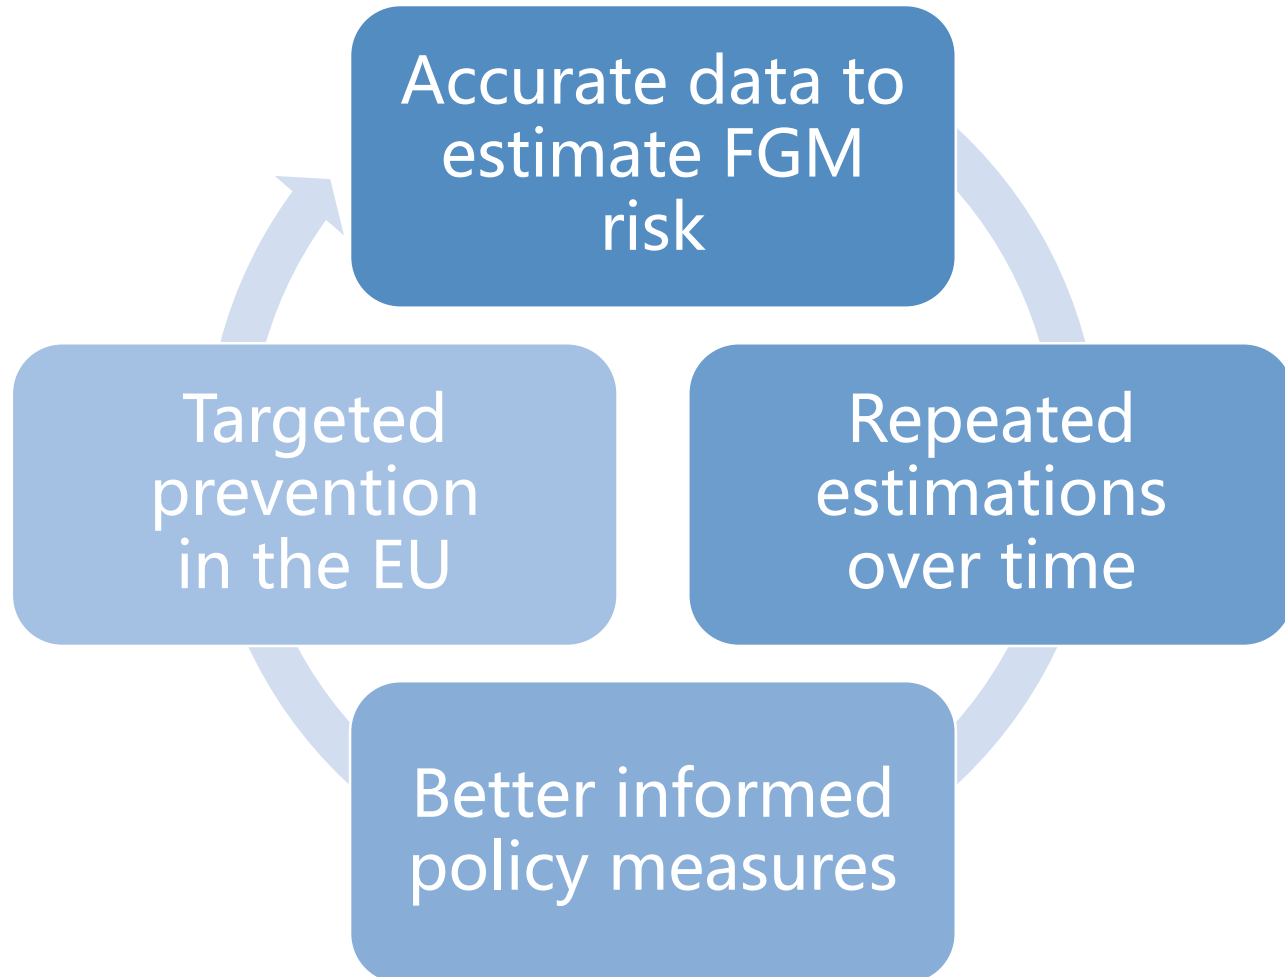 Accurate data to
estimate FGM
risk
Repeated
estimations
over time
Better informed
policy measures
Targeted
prevention
in the EU